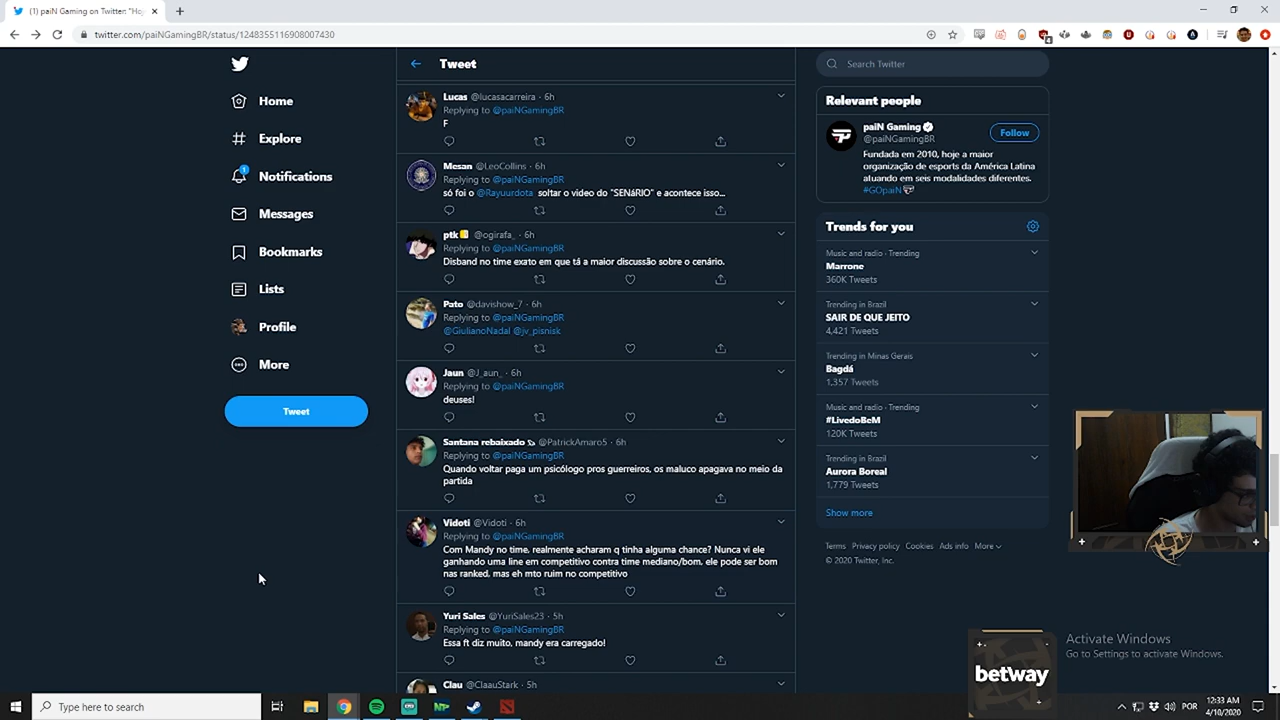 (1) paiN Gaming on Twitter: "Hoj
twitter.com/paiNGamingBR/status/1248355116908007430
Home
Explore
1
Notifications
Messages
Bookmarks
Lists
Profile
More
Tweet
Tweet
Lucas @lucasacarreira · 6h
Replying to @paiNGamingBR
F
Mesan @LeoCollins · 6h
Replying to @paiNGamingBR
só foi o @Rayuurdota soltar o video do "SENáRIO" e acontece isso...
ptk @ogirafa_ · 6h
Replying to @paiNGamingBR
Disband no time exato em que tá a maior discussão sobre o cenário.
Pato @davishow_7 · 6h
Replying to @paiNGamingBR
@GiulianoNadal @jv_pisnisk
Jaun @J_aun_ · 6h
Replying to @paiNGamingBR
deuses!
Santana rebaixado @PatrickAmaro5 · 6h
Replying to @paiNGamingBR
Quando voltar paga um psicólogo pros guerreiros, os maluco apagava no meio da
partida
Vidoti @Vidoti · 6h
Replying to @paiNGamingBR
Com Mandy no time, realmente acharam q tinha alguma chance? Nunca vi ele
ganhando uma line em competitivo contra time mediano/bom, ele pode ser bom
nas ranked, mas eh mto ruim no competitivo
Yuri Sales @YuriSales23 · 5h
Replying to @paiNGamingBR
Essa ft diz muito, mandy era carregado!
Clau @ClaauStark · 5h
Search Twitter
Relevant people
paiN Gaming
@paiNGamingBR
Follow
Fundada em 2010, hoje a maior
organização de esports da América Latina
atuando em seis modalidades diferentes.
#GOpaiN
Trends for you
Music and radio · Trending
Marrone
360K Tweets
Trending in Brazil
SAIR DE QUE JEITO
4,421 Tweets
Trending in Minas Gerais
Bagdá
1,357 Tweets
Music and radio · Trending
#LivedoBeM
120K Tweets
Trending in Brazil
Aurora Boreal
1,779 Tweets
Show more
Terms Privacy policy Cookies Ads info More
© 2020 Twitter, Inc.
betway
Activate Windows
Go to Settings to activate Windows.
Type here to search
POR
12:33 AM
4/10/2020